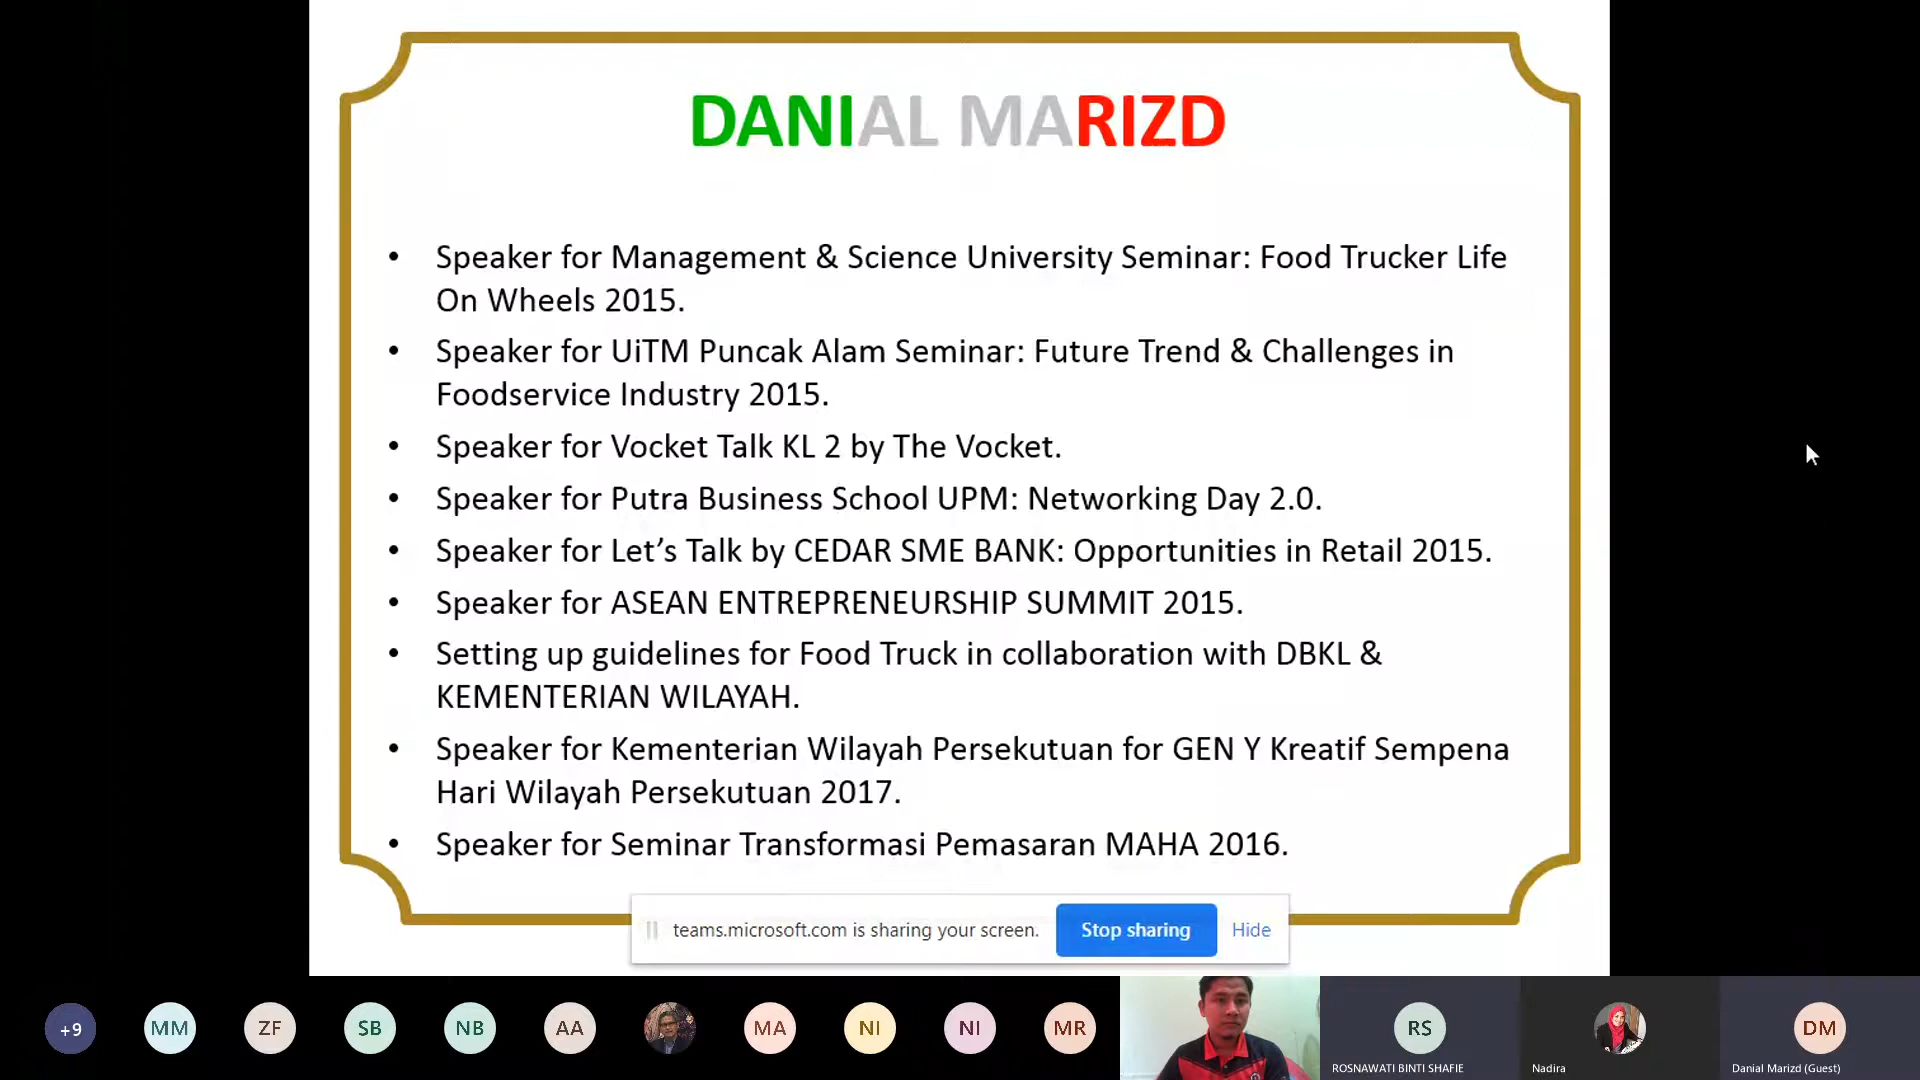 DANIAL MARIZD
• Speaker for Management & Science University Seminar: Food Trucker Life
On Wheels 2015.
• Speaker for UiTM Puncak Alam Seminar: Future Trend & Challenges in
Foodservice Industry 2015.
• Speaker for Vocket Talk KL 2 by The Vocket.
• Speaker for Putra Business School UPM: Networking Day 2.0.
• Speaker for Let’s Talk by CEDAR SME BANK: Opportunities in Retail 2015.
• Speaker for ASEAN ENTREPRENEURSHIP SUMMIT 2015.
• Setting up guidelines for Food Truck in collaboration with DBKL &
KEMENTERIAN WILAYAH.
• Speaker for Kementerian Wilayah Persekutuan for GEN Y Kreatif Sempena
Hari Wilayah Persekutuan 2017.
• Speaker for Seminar Transformasi Pemasaran MAHA 2016.
teams.microsoft.com is sharing your screen. Stop sharing Hide
+9 MM ZF SB NB AA MA NI NI MR RS DM
ROSNAWATI BINTI SHAFIE Nadira Danial Marizd (Guest)